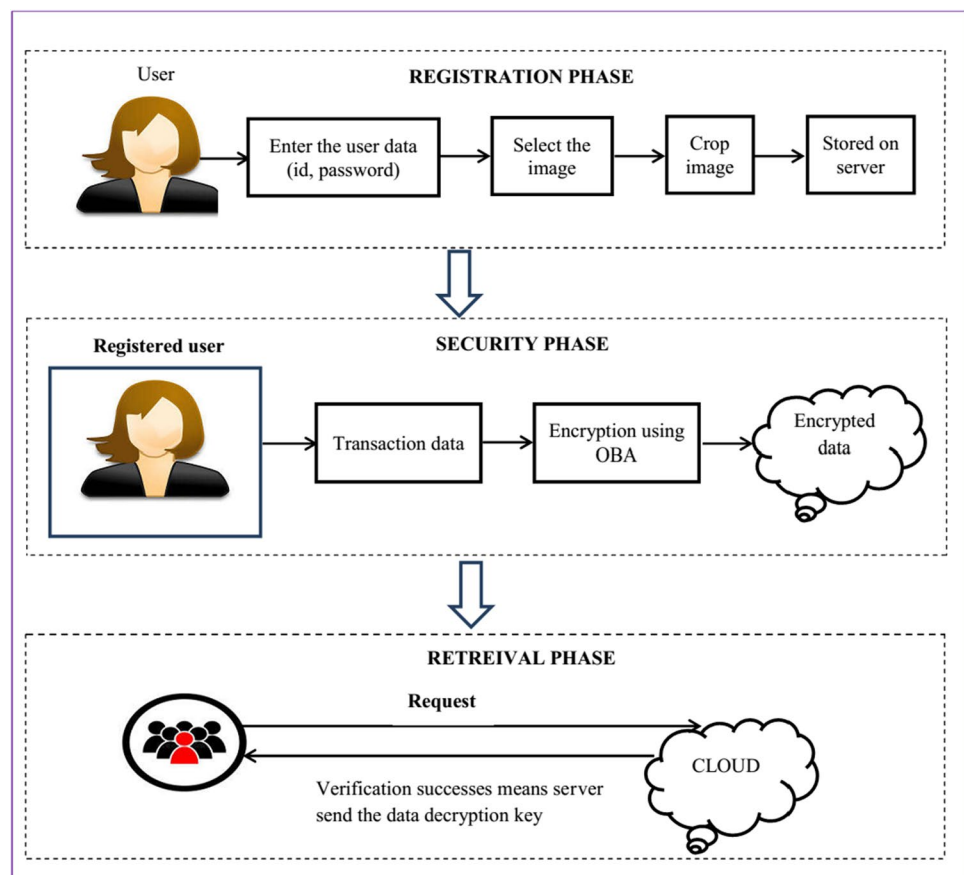 User
REGISTRATION PHASE
Enter the user data
(id, password)
Select the
image
Crop
image
Stored on
server
Registered user
SECURITY PHASE
Transaction data
Encryption using
OBA
Encrypted
data
RETREIVAL PHASE
Request
CLOUD
Verification successes means server
send the data decryption key